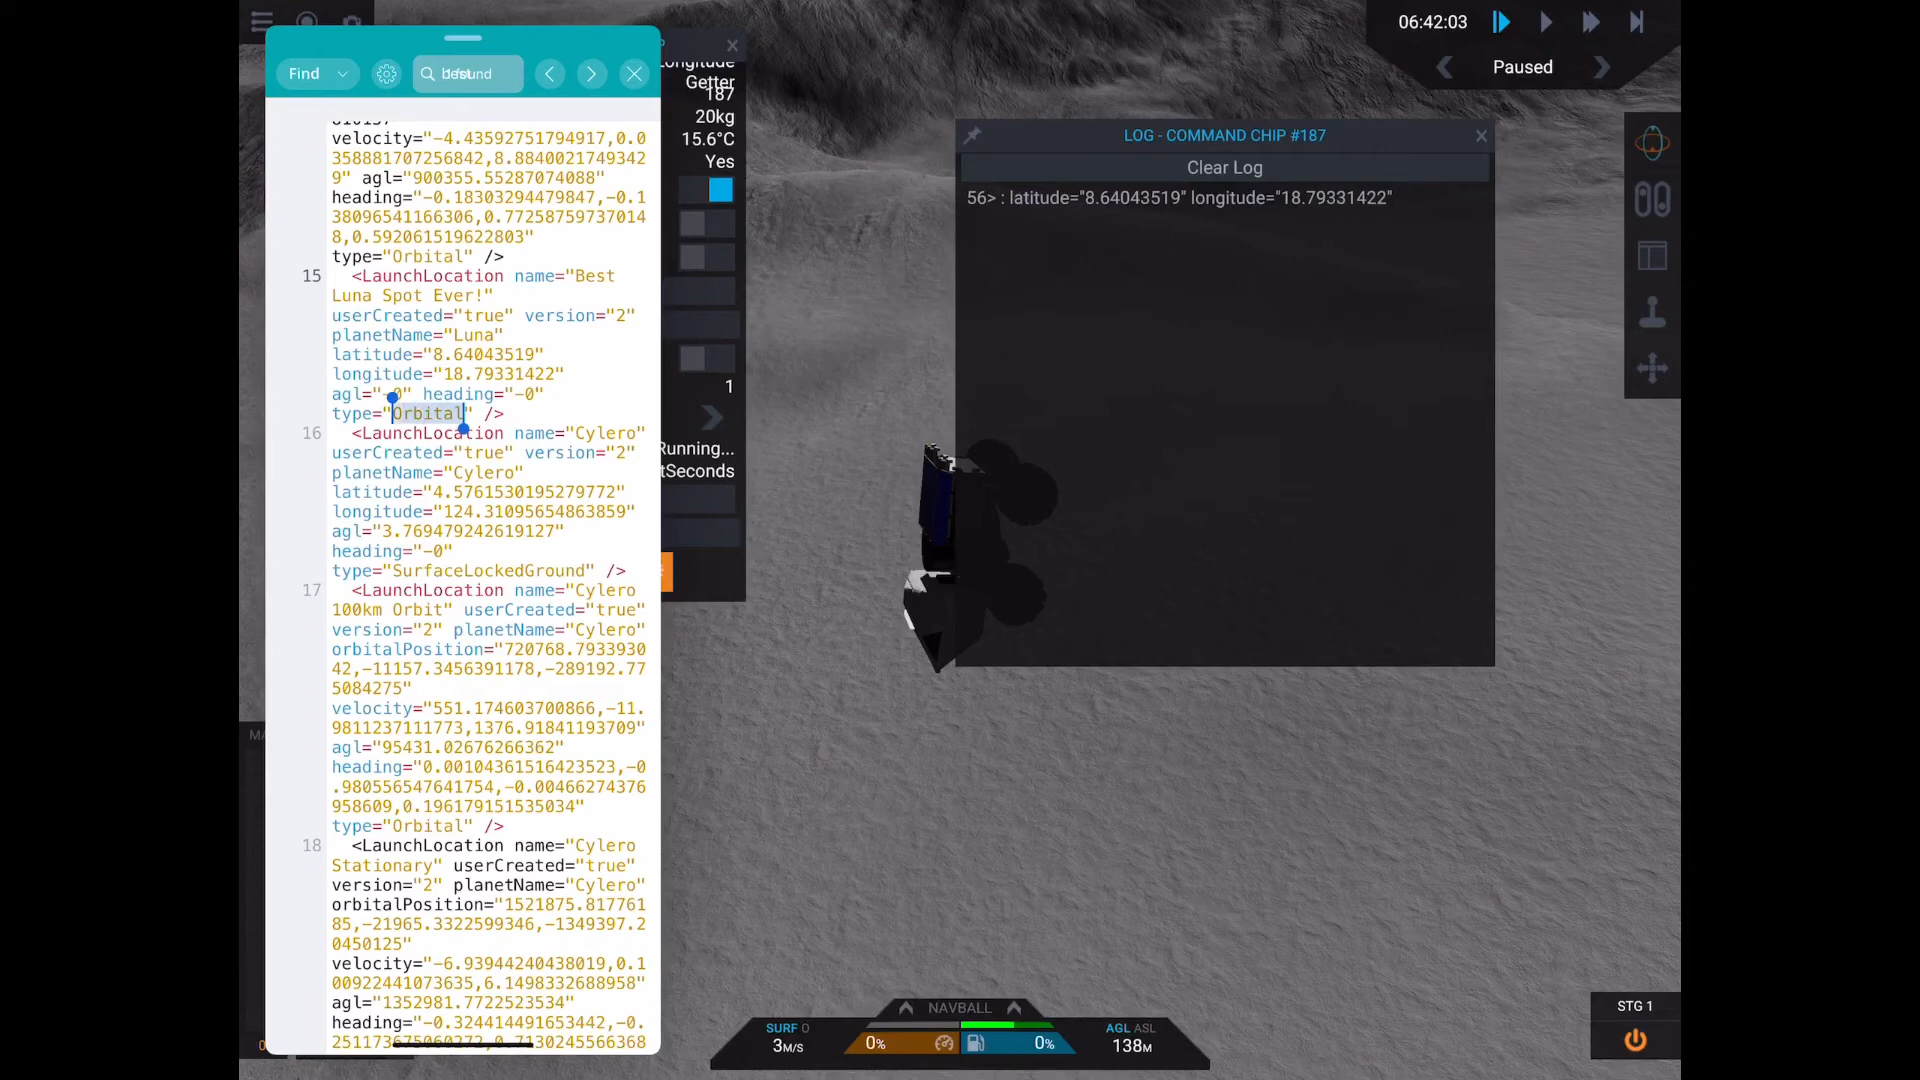 Find
found
velocity="-4.43592751794917,0.0
358881707256842,8.8840021749342
9" agl="900355.55287074088"
heading="-0.18303294479847,-0.1
38096541166306,0.77258759737014
8,0.592061519622803"
type="Orbital" />
15 <LaunchLocation name="Best
Luna Spot Ever!"
userCreated="true" version="2"
planetName="Luna"
latitude="8.64043519"
longitude="18.79331422"
agl="-0" heading="-0"
type="Orbital" />
16 <LaunchLocation name="Cylero"
userCreated="true" version="2"
planetName="Cylero"
latitude="4.5761530195279772"
longitude="124.31095654863859"
agl="3.769479242619127"
heading="-0"
type="SurfaceLockedGround" />
17 <LaunchLocation name="Cylero
100km Orbit" userCreated="true"
version="2" planetName="Cylero"
orbitalPosition="720768.7933930
42,-11157.3456391178,-289192.77
5084275"
velocity="551.174603700866,-11.
9811237111773,1376.91841193709"
agl="95431.02676266362"
heading="0.00104361516423523,-0
.980556547641754,-0.00466274376
958609,0.196179151535034"
type="Orbital" />
18 <LaunchLocation name="Cylero
Stationary" userCreated="true"
version="2" planetName="Cylero"
orbitalPosition="1521875.817761
85,-21965.3322599346,-1349397.2
0450125"
velocity="-6.93944240438019,0.1
00922441073635,6.1498332688958"
agl="1352981.7722523534"
heading="-0.324414491653442,-0.
Longitude
Getter
187
20kg
15.6°C
Yes
1
Running...
tSeconds
LOG - COMMAND CHIP #187
Clear Log
56> : latitude="8.64043519" longitude="18.79331422"
06:42:03
Paused
NAVBALL
SURF O
3M/S
0%
0%
AGL ASL
138M
STG 1